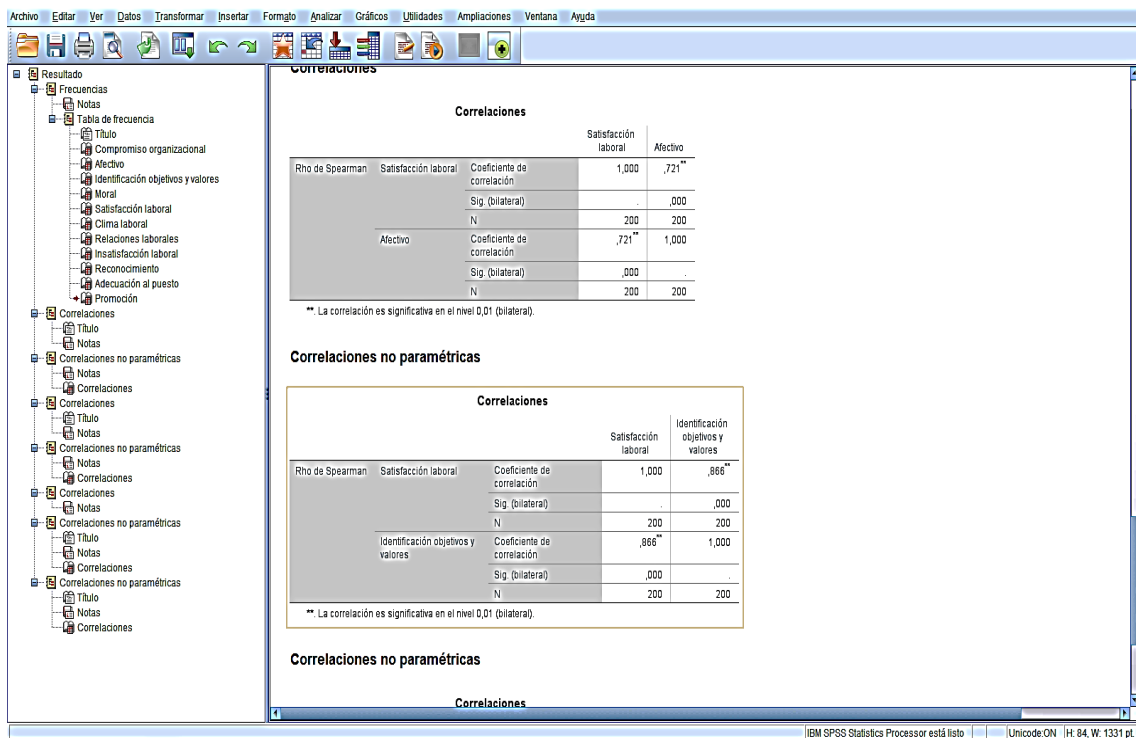 Archivo Editar Ver Datos Transformar Insertar Formato Analizar Gráficos Utilidades Ampliaciones Ventana Ayuda
Resultado
Frecuencias
Notas
Tabla de frecuencia
Título
Compromiso organizacional
Afectivo
Identificación objetivos y valores
Moral
Satisfacción laboral
Clima laboral
Relaciones laborales
Insatisfacción laboral
Reconocimiento
Adecuación al puesto
Promoción
Correlaciones
Título
Notas
Correlaciones no paramétricas
Notas
Correlaciones
Correlaciones
Título
Notas
Correlaciones no paramétricas
Notas
Correlaciones
Correlaciones
Notas
Correlaciones no paramétricas
Título
Notas
Correlaciones
Correlaciones no paramétricas
Título
Notas
Correlaciones
Correlaciones
Correlaciones
Satisfacción
laboral Afectivo
Rho de Spearman Satisfacción laboral Coeficiente de 1,000 ,721**
correlación
Sig. (bilateral) . ,000
N 200 200
Afectivo Coeficiente de ,721** 1,000
correlación
Sig. (bilateral) ,000 .
N 200 200
**. La correlación es significativa en el nivel 0,01 (bilateral).
Correlaciones no paramétricas
Correlaciones
Identificación
Satisfacción objetivos y
laboral valores
Rho de Spearman Satisfacción laboral Coeficiente de 1,000 ,866**
correlación
Sig. (bilateral) . ,000
N 200 200
Identificación objetivos y Coeficiente de ,866** 1,000
valores correlación
Sig. (bilateral) ,000 .
N 200 200
**. La correlación es significativa en el nivel 0,01 (bilateral).
Correlaciones no paramétricas
Correlaciones
IBM SPSS Statistics Processor está listo Unicode:ON H: 84, W: 1331 pt.